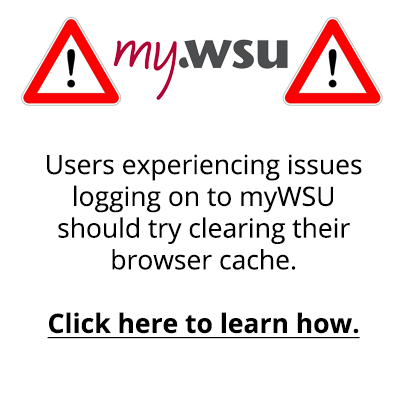 ! my.wsu !
Users experiencing issues
logging on to myWSU
should try clearing their
browser cache.
Click here to learn how.